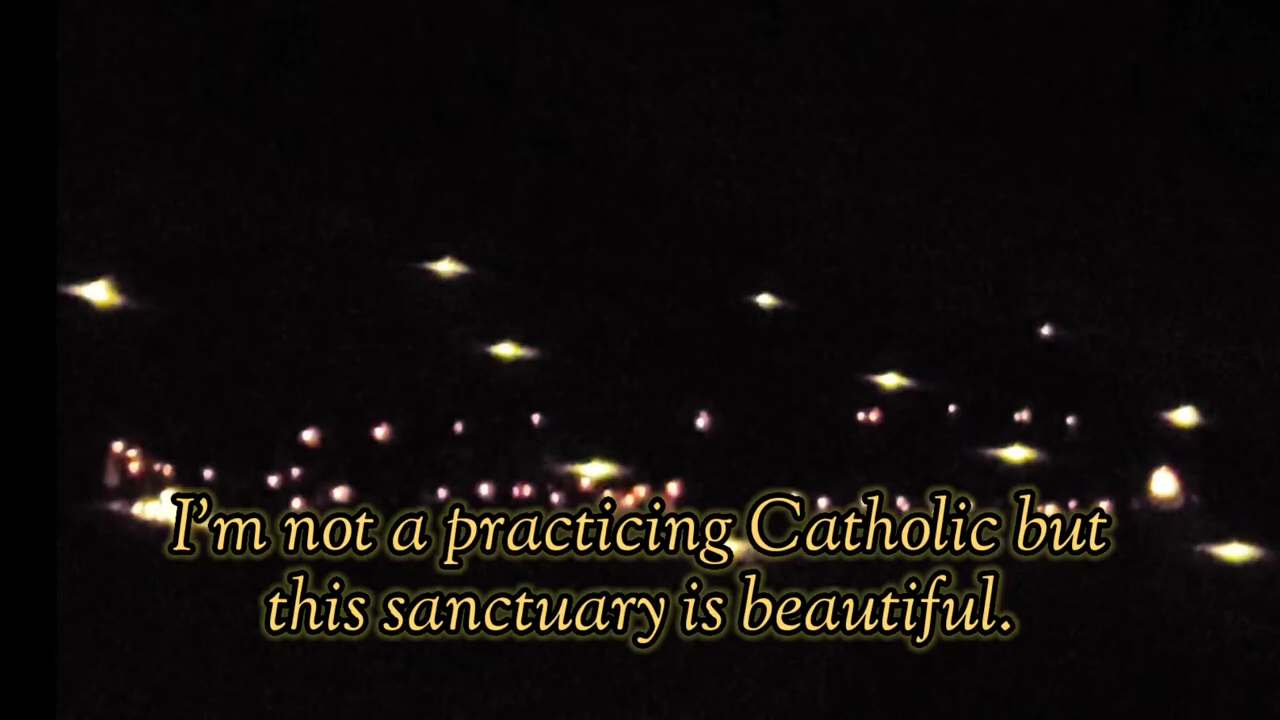 I’m not a practicing Catholic but
this sanctuary is beautiful.